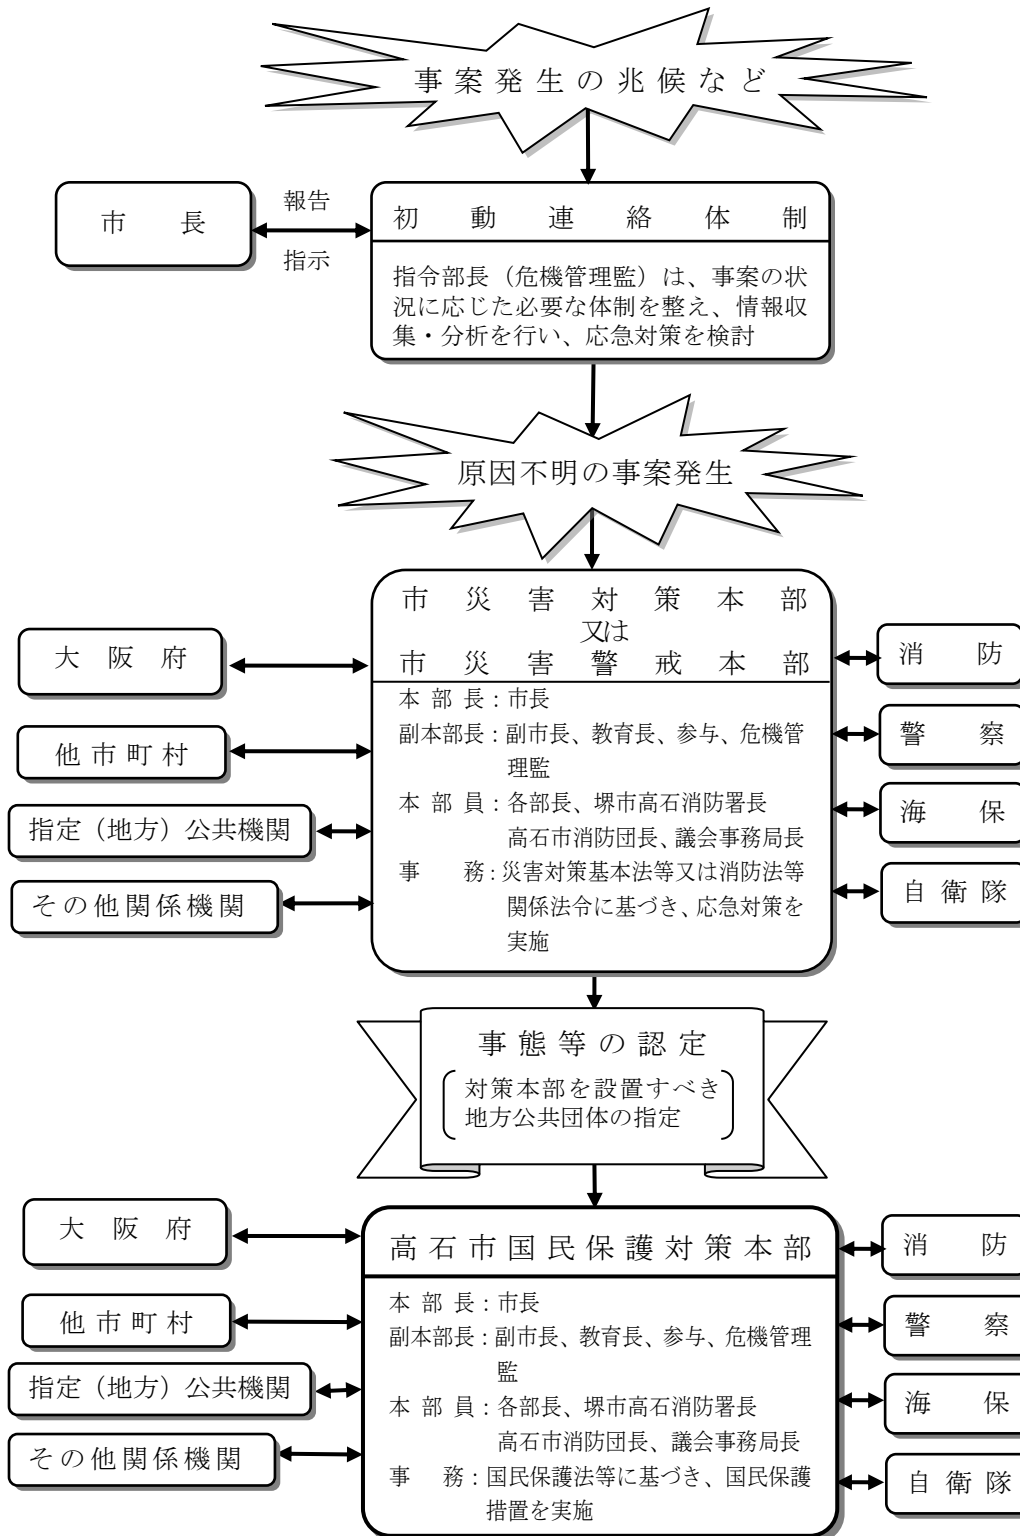 事案発生の兆候など
市長
報告
指示
初動連絡体制
指令部長（危機管理監）は、事案の状
況に応じた必要な体制を整え、情報収
集・分析を行い、応急対策を検討
原因不明の事案発生
市災害対策本部
又は
市災害警戒本部
本部長：市長
副本部長：副市長、教育長、参与、危機管
理監
本部員：各部長、堺市高石消防署長
高石市消防団長、議会事務局長
事務：災害対策基本法等又は消防法等
関係法令に基づき、応急対策を
実施
大阪府
他市町村
指定（地方）公共機関
その他関係機関
消防
警察
海保
自衛隊
事態等の認定
対策本部を設置すべき
地方公共団体の指定
高石市国民保護対策本部
本部長：市長
副本部長：副市長、教育長、参与、危機管理
監
本部員：各部長、堺市高石消防署長
高石市消防団長、議会事務局長
事務：国民保護法等に基づき、国民保護
措置を実施
大阪府
他市町村
指定（地方）公共機関
その他関係機関
消防
警察
海保
自衛隊